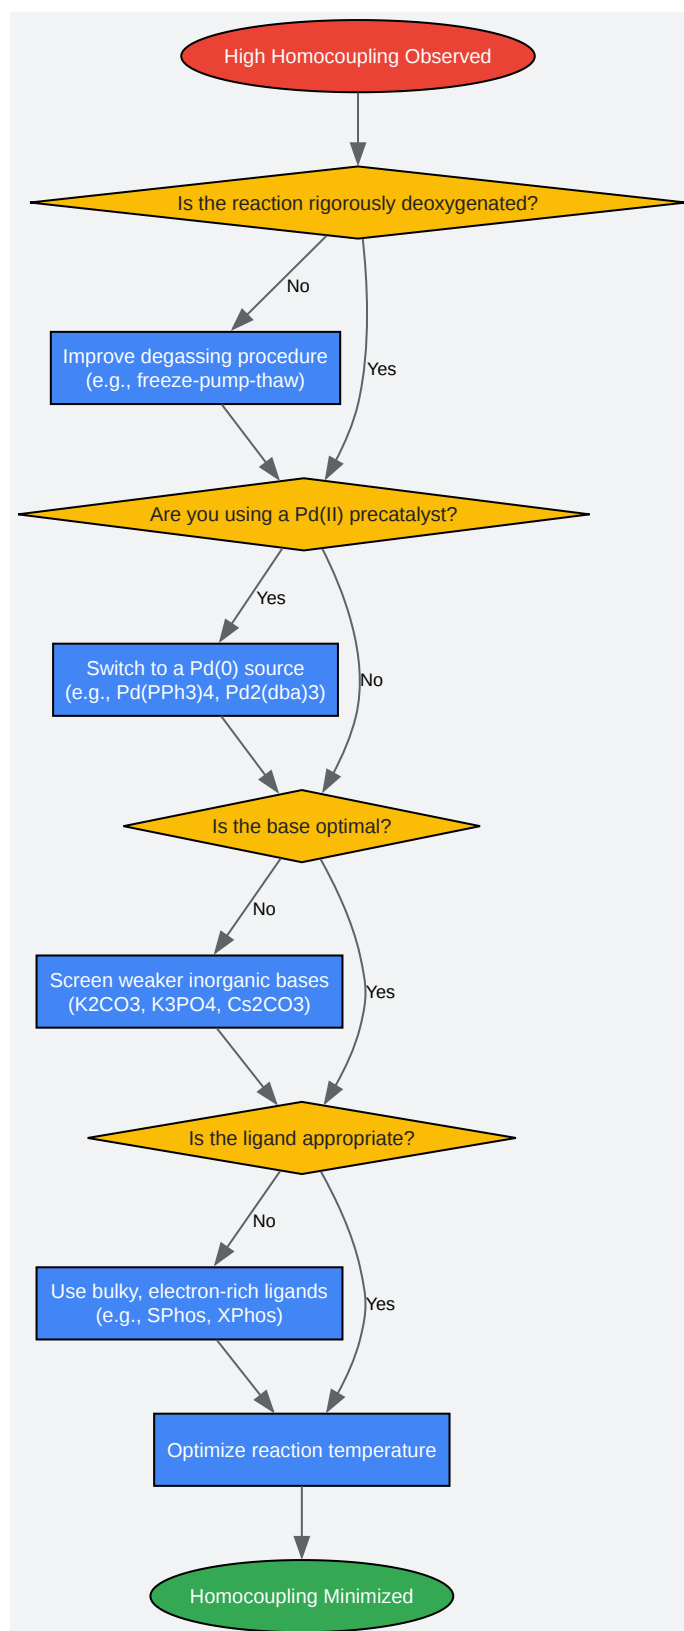 High Homocoupling Observed
Is the reaction rigorously deoxygenated?
No
Improve degassing procedure
(e.g., freeze-pump-thaw)
Yes
Are you using a Pd(II) precatalyst?
Yes
Switch to a Pd(0) source
(e.g., Pd(PPh3)4, Pd2(dba)3)
No
Is the base optimal?
No
Screen weaker inorganic bases
(K2CO3, K3PO4, Cs2CO3)
Yes
Is the ligand appropriate?
No
Use bulky, electron-rich ligands
(e.g., SPhos, XPhos)
Yes
Optimize reaction temperature
Homocoupling Minimized